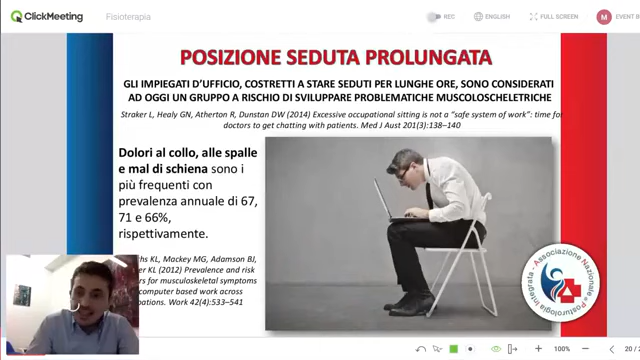 ClickMeeting
Fisioterapia
REC
ENGLISH
FULL SCREEN
M
EVENT
POSIZIONE SEDUTA PROLUNGATA
GLI IMPIEGATI D'UFFICIO, COSTRETTI A STARE SEDUTI PER LUNGHE ORE, SONO CONSIDERATI
AD OGGI UN GRUPPO A RISCHIO DI SVILUPPARE PROBLEMATICHE MUSCOLOSCHELETRICHE
Straker L, Healy GN, Atherton R, Dunstan DW (2014) Excessive occupational sitting is not a "safe system of work": time for
doctors to get chatting with patients. Med J Aust 201(3):138–140
Dolori al collo, alle spalle
e mal di schiena sono i
più frequenti con
prevalenza annuale di 67,
71 e 66%,
rispettivamente.
KL, Mackey MG, Adamson BJ,
KL (2012) Prevalence and risk
for musculoskeletal symptoms
computer based work across
Work 42(4):533–541
Associazione Nazionale di Posturologia Integrata
100%
20